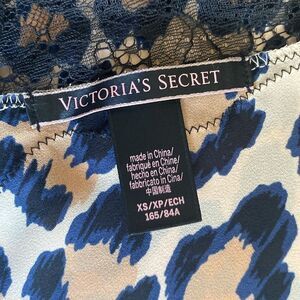 VICTORIA'S SECRET
made in China/
fabriqué en Chine/
hecho en China/
fabbricato in Cina/
中国制造
XS/XP/ECH
165/84A